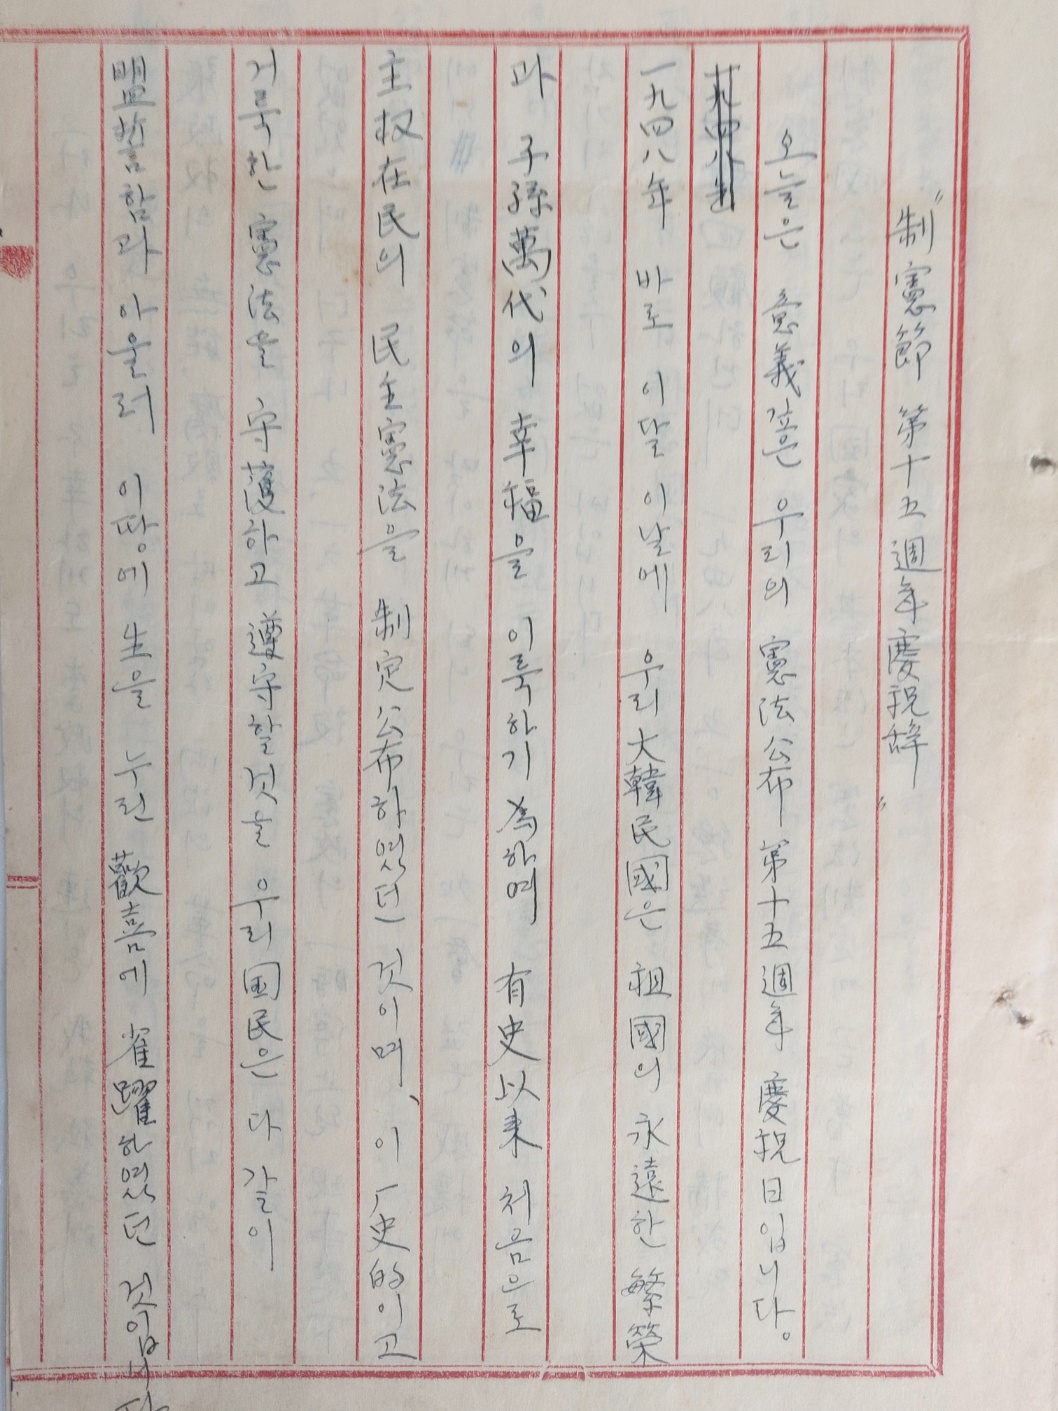 "制憲節 第十五週年慶祝辞"
오늘은 意義깊은 우리의 憲法公布 第十五週年 慶祝日입니다。
一九四八年 바로 이달 이날에 우리 大韓民國은 祖國의 永遠한 繁榮
과 子孫萬代의 幸福을 이룩하기 爲하여 有史以来 처음으로
主权在民의 民主憲法을 制定公布하였던 것이며、이 厂史的이고
거룩한 憲法을 守護하고 遵守할것을 우리 国民은 다 같이
盟誓함과 아울러 이땅에 生을 누린 歡喜에 雀躍하였던 것입니다